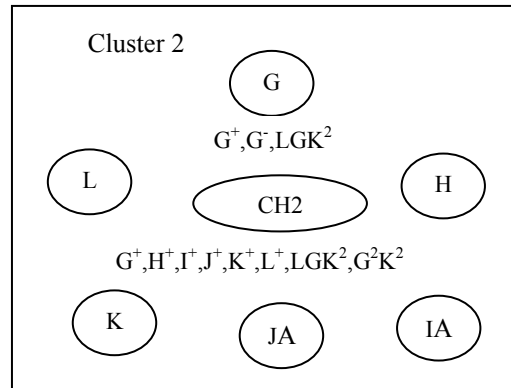 Cluster 2
G
G⁺,G⁻,LGK²
L
CH2
H
G⁺,H⁺,I⁺,J⁺,K⁺,L⁺,LGK²,G²K²
K
JA
IA